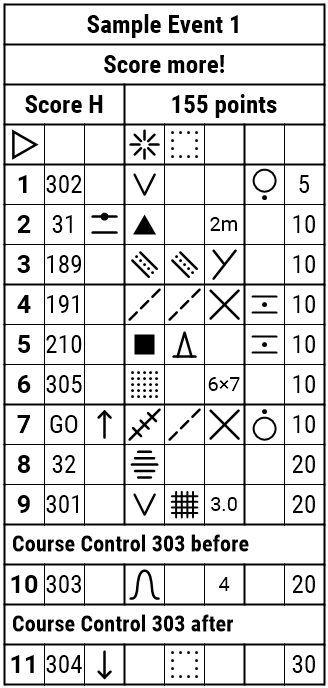 Sample Event 1
Score more!
Score H 155 points
1 302 5
2 31 2m 10
3 189 10
4 191 10
5 210 10
6 305 6×7 10
7 GO 10
8 32 20
9 301 3.0 20
Course Control 303 before
10 303 4 20
Course Control 303 after
11 304 30